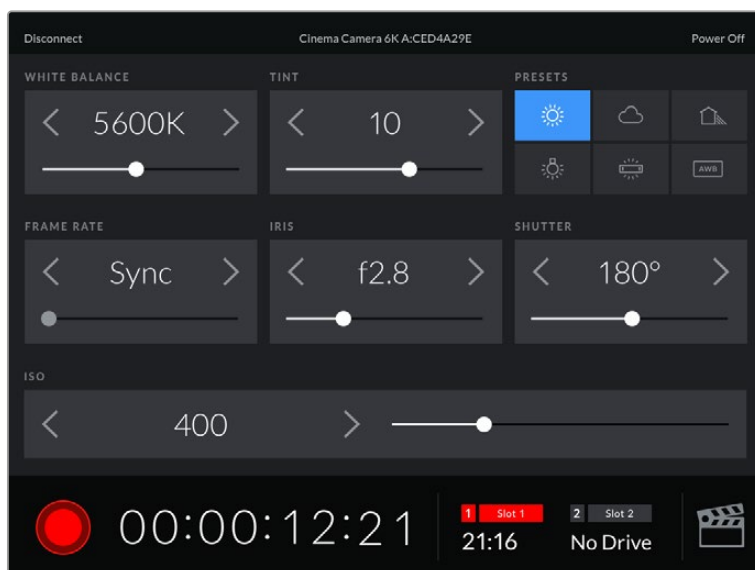 Disconnect Cinema Camera 6K A:CED4A29E Power Off
WHITE BALANCE TINT PRESETS
5600K 10
AWB
FRAME RATE IRIS SHUTTER
Sync f2.8 180°
ISO
400
00:00:12:21
1 Slot 1 2 Slot 2
21:16 No Drive